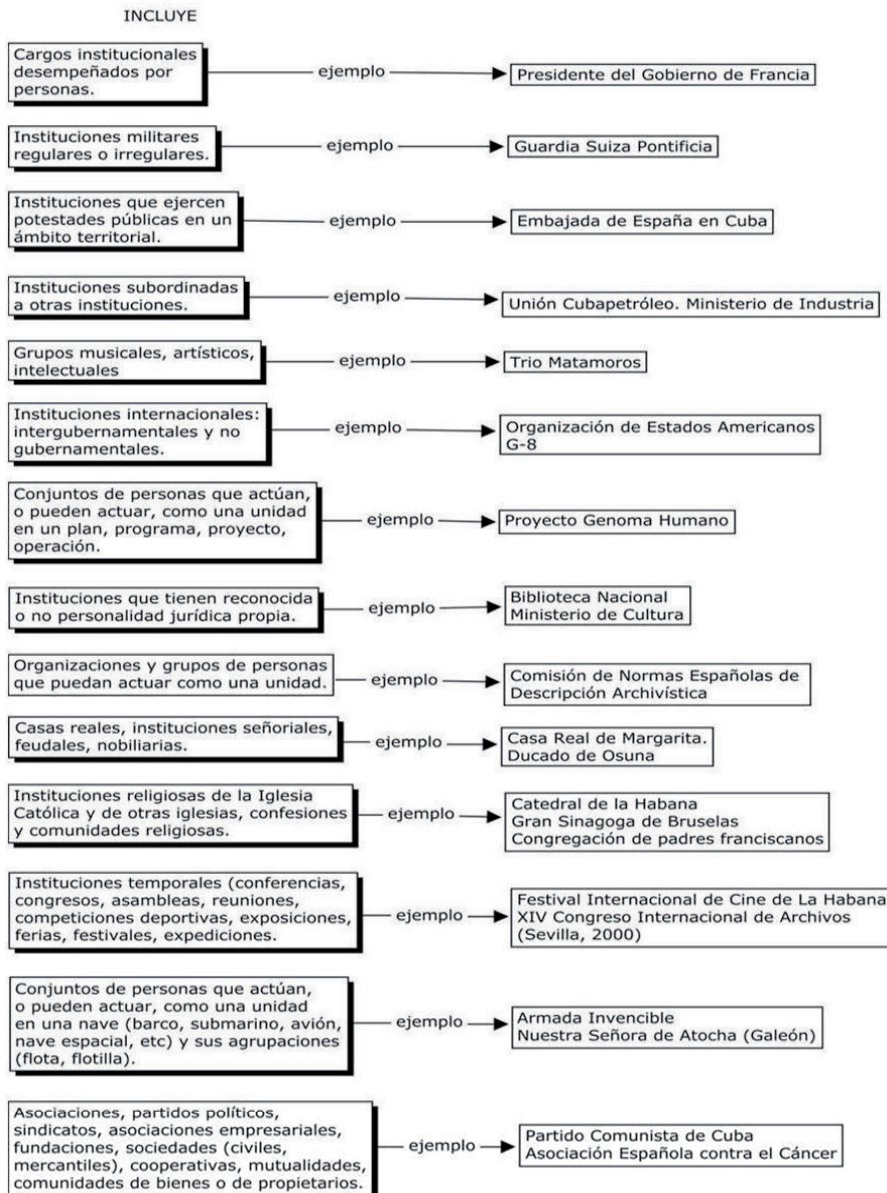 INCLUYE
Cargos institucionales
desempeñados por
personas.
ejemplo
Presidente del Gobierno de Francia
Instituciones militares
regulares o irregulares.
ejemplo
Guardia Suiza Pontificia
Instituciones que ejercen
potestades públicas en un
ámbito territorial.
ejemplo
Embajada de España en Cuba
Instituciones subordinadas
a otras instituciones.
ejemplo
Unión Cubapetróleo. Ministerio de Industria
Grupos musicales, artísticos,
intelectuales
ejemplo
Trio Matamoros
Instituciones internacionales:
intergubernamentales y no
gubernamentales.
ejemplo
Organización de Estados Americanos
G-8
Conjuntos de personas que actúan,
o pueden actuar, como una unidad
en un plan, programa, proyecto,
operación.
ejemplo
Proyecto Genoma Humano
Instituciones que tienen reconocida
o no personalidad jurídica propia.
ejemplo
Biblioteca Nacional
Ministerio de Cultura
Organizaciones y grupos de personas
que puedan actuar como una unidad.
ejemplo
Comisión de Normas Españolas de
Descripción Archivística
Casas reales, instituciones señoriales,
feudales, nobiliarias.
ejemplo
Casa Real de Margarita.
Ducado de Osuna
Instituciones religiosas de la Iglesia
Católica y de otras iglesias, confesiones
y comunidades religiosas.
ejemplo
Catedral de la Habana
Gran Sinagoga de Bruselas
Congregación de padres franciscanos
Instituciones temporales (conferencias,
congresos, asambleas, reuniones,
competiciones deportivas, exposiciones,
ferias, festivales, expediciones.
ejemplo
Festival Internacional de Cine de La Habana
XIV Congreso Internacional de Archivos
(Sevilla, 2000)
Conjuntos de personas que actúan,
o pueden actuar, como una unidad
en una nave (barco, submarino, avión,
nave espacial, etc) y sus agrupaciones
(flota, flotilla).
ejemplo
Armada Invencible
Nuestra Señora de Atocha (Galeón)
Asociaciones, partidos políticos,
sindicatos, asociaciones empresariales,
fundaciones, sociedades (civiles,
mercantiles), cooperativas, mutualidades,
comunidades de bienes o de propietarios.
ejemplo
Partido Comunista de Cuba
Asociación Española contra el Cáncer